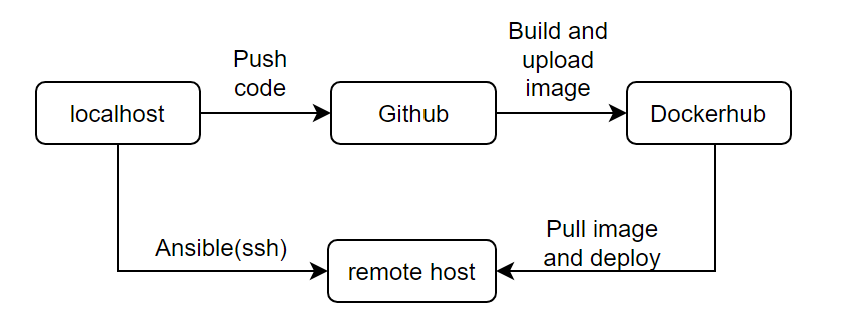 Push
code
Build and
upload
image
localhost
Github
Dockerhub
Ansible(ssh)
Pull image
and deploy
remote host